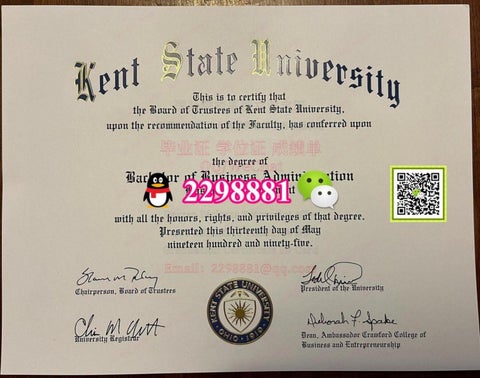 Kent State University
This is to certify that
the Board of Trustees of Kent State University,
upon the recommendation of the Faculty, has conferred upon
毕业证 学位证 成绩单
the degree of
Bachelor of Business Administration
2298881
with all the honors, rights, and privileges of that degree.
Presented this thirteenth day of May
nineteen hundred and ninety-five.
Email: 2298881@qq.com
Chairperson, Board of Trustees
President of the University
KENT STATE UNIVERSITY
OHIO
1910
University Registrar
Deborah F. Spake
Dean, Ambassador Crawford College of
Business and Entrepreneurship